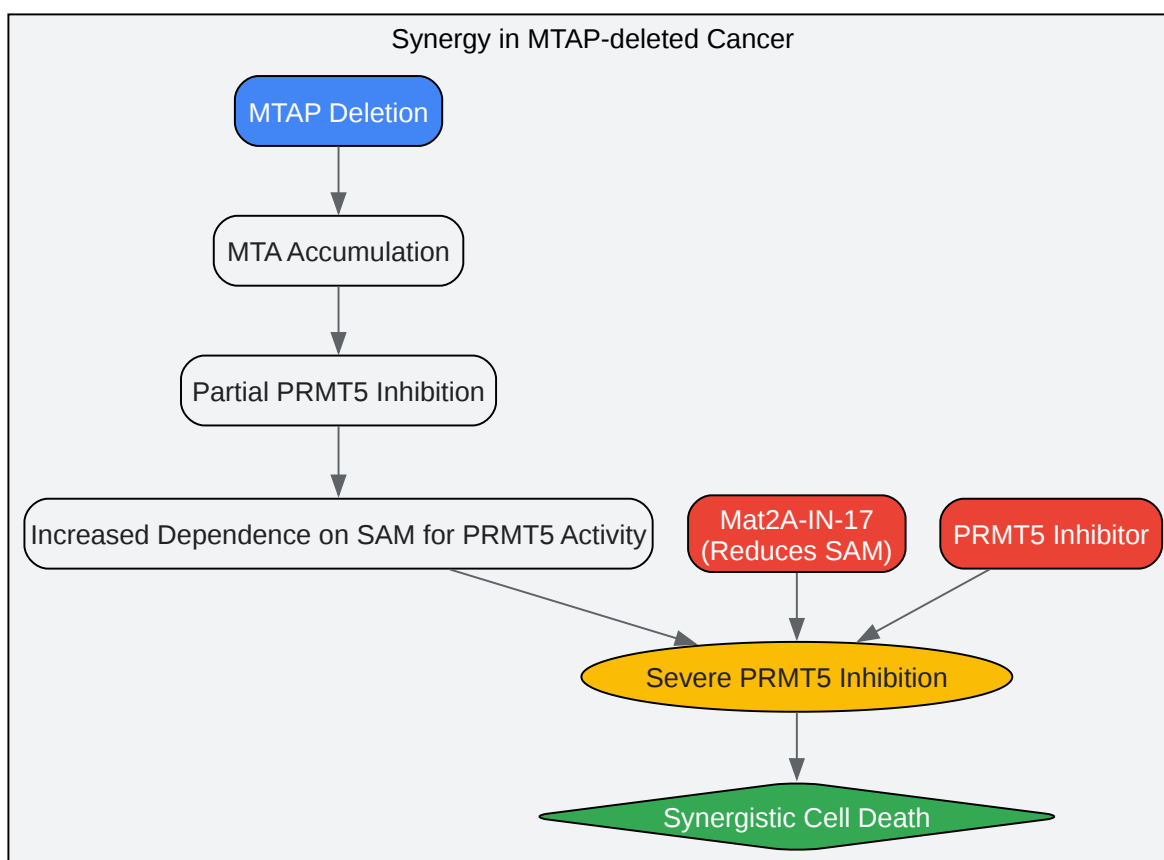 Synergy in MTAP-deleted Cancer
MTAP Deletion
MTA Accumulation
Partial PRMT5 Inhibition
Increased Dependence on SAM for PRMT5 Activity
Mat2A-IN-17
(Reduces SAM)
PRMT5 Inhibitor
Severe PRMT5 Inhibition
Synergistic Cell Death